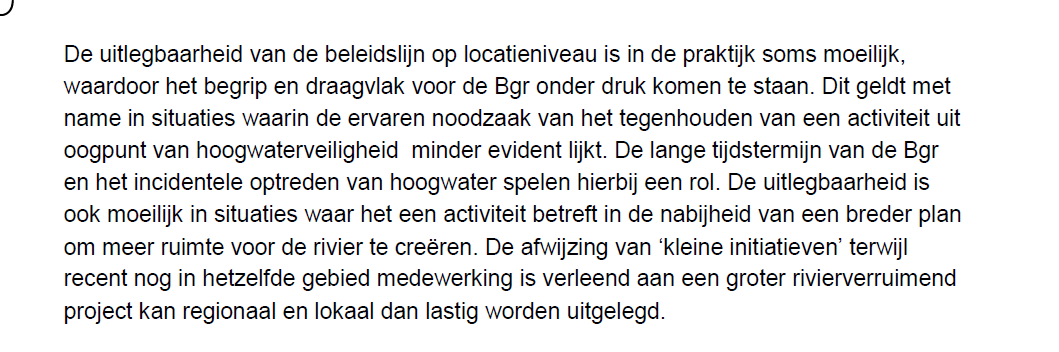 De uitlegbaarheid van de beleidslijn op locatieniveau is in de praktijk soms moeilijk,
waardoor het begrip en draagvlak voor de Bgr onder druk komen te staan. Dit geldt met
name in situaties waarin de ervaren noodzaak van het tegenhouden van een activiteit uit
oogpunt van hoogwaterveiligheid  minder evident lijkt. De lange tijdstermijn van de Bgr
en het incidentele optreden van hoogwater spelen hierbij een rol. De uitlegbaarheid is
ook moeilijk in situaties waar het een activiteit betreft in de nabijheid van een breder plan
om meer ruimte voor de rivier te creëren. De afwijzing van ‘kleine initiatieven’ terwijl
recent nog in hetzelfde gebied medewerking is verleend aan een groter rivierverruimend
project kan regionaal en lokaal dan lastig worden uitgelegd.